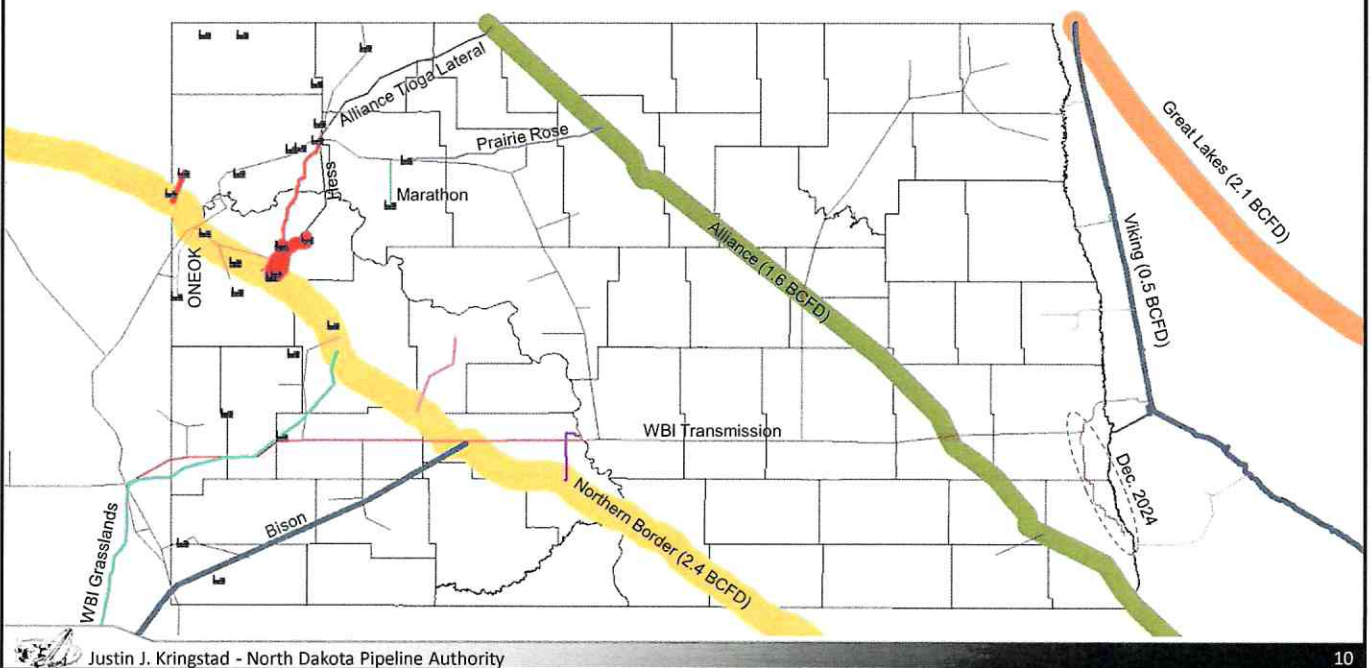 Alliance Tioga Lateral
Prairie Rose
Hess
Marathon
ONEOK
Great Lakes (2.1 BCFD)
Viking (0.5 BCFD)
Alliance (1.6 BCFD)
WBI Transmission
Dec. 2024
Northern Border (2.4 BCFD)
Bison
WBI Grasslands
Justin J. Kringstad - North Dakota Pipeline Authority
10